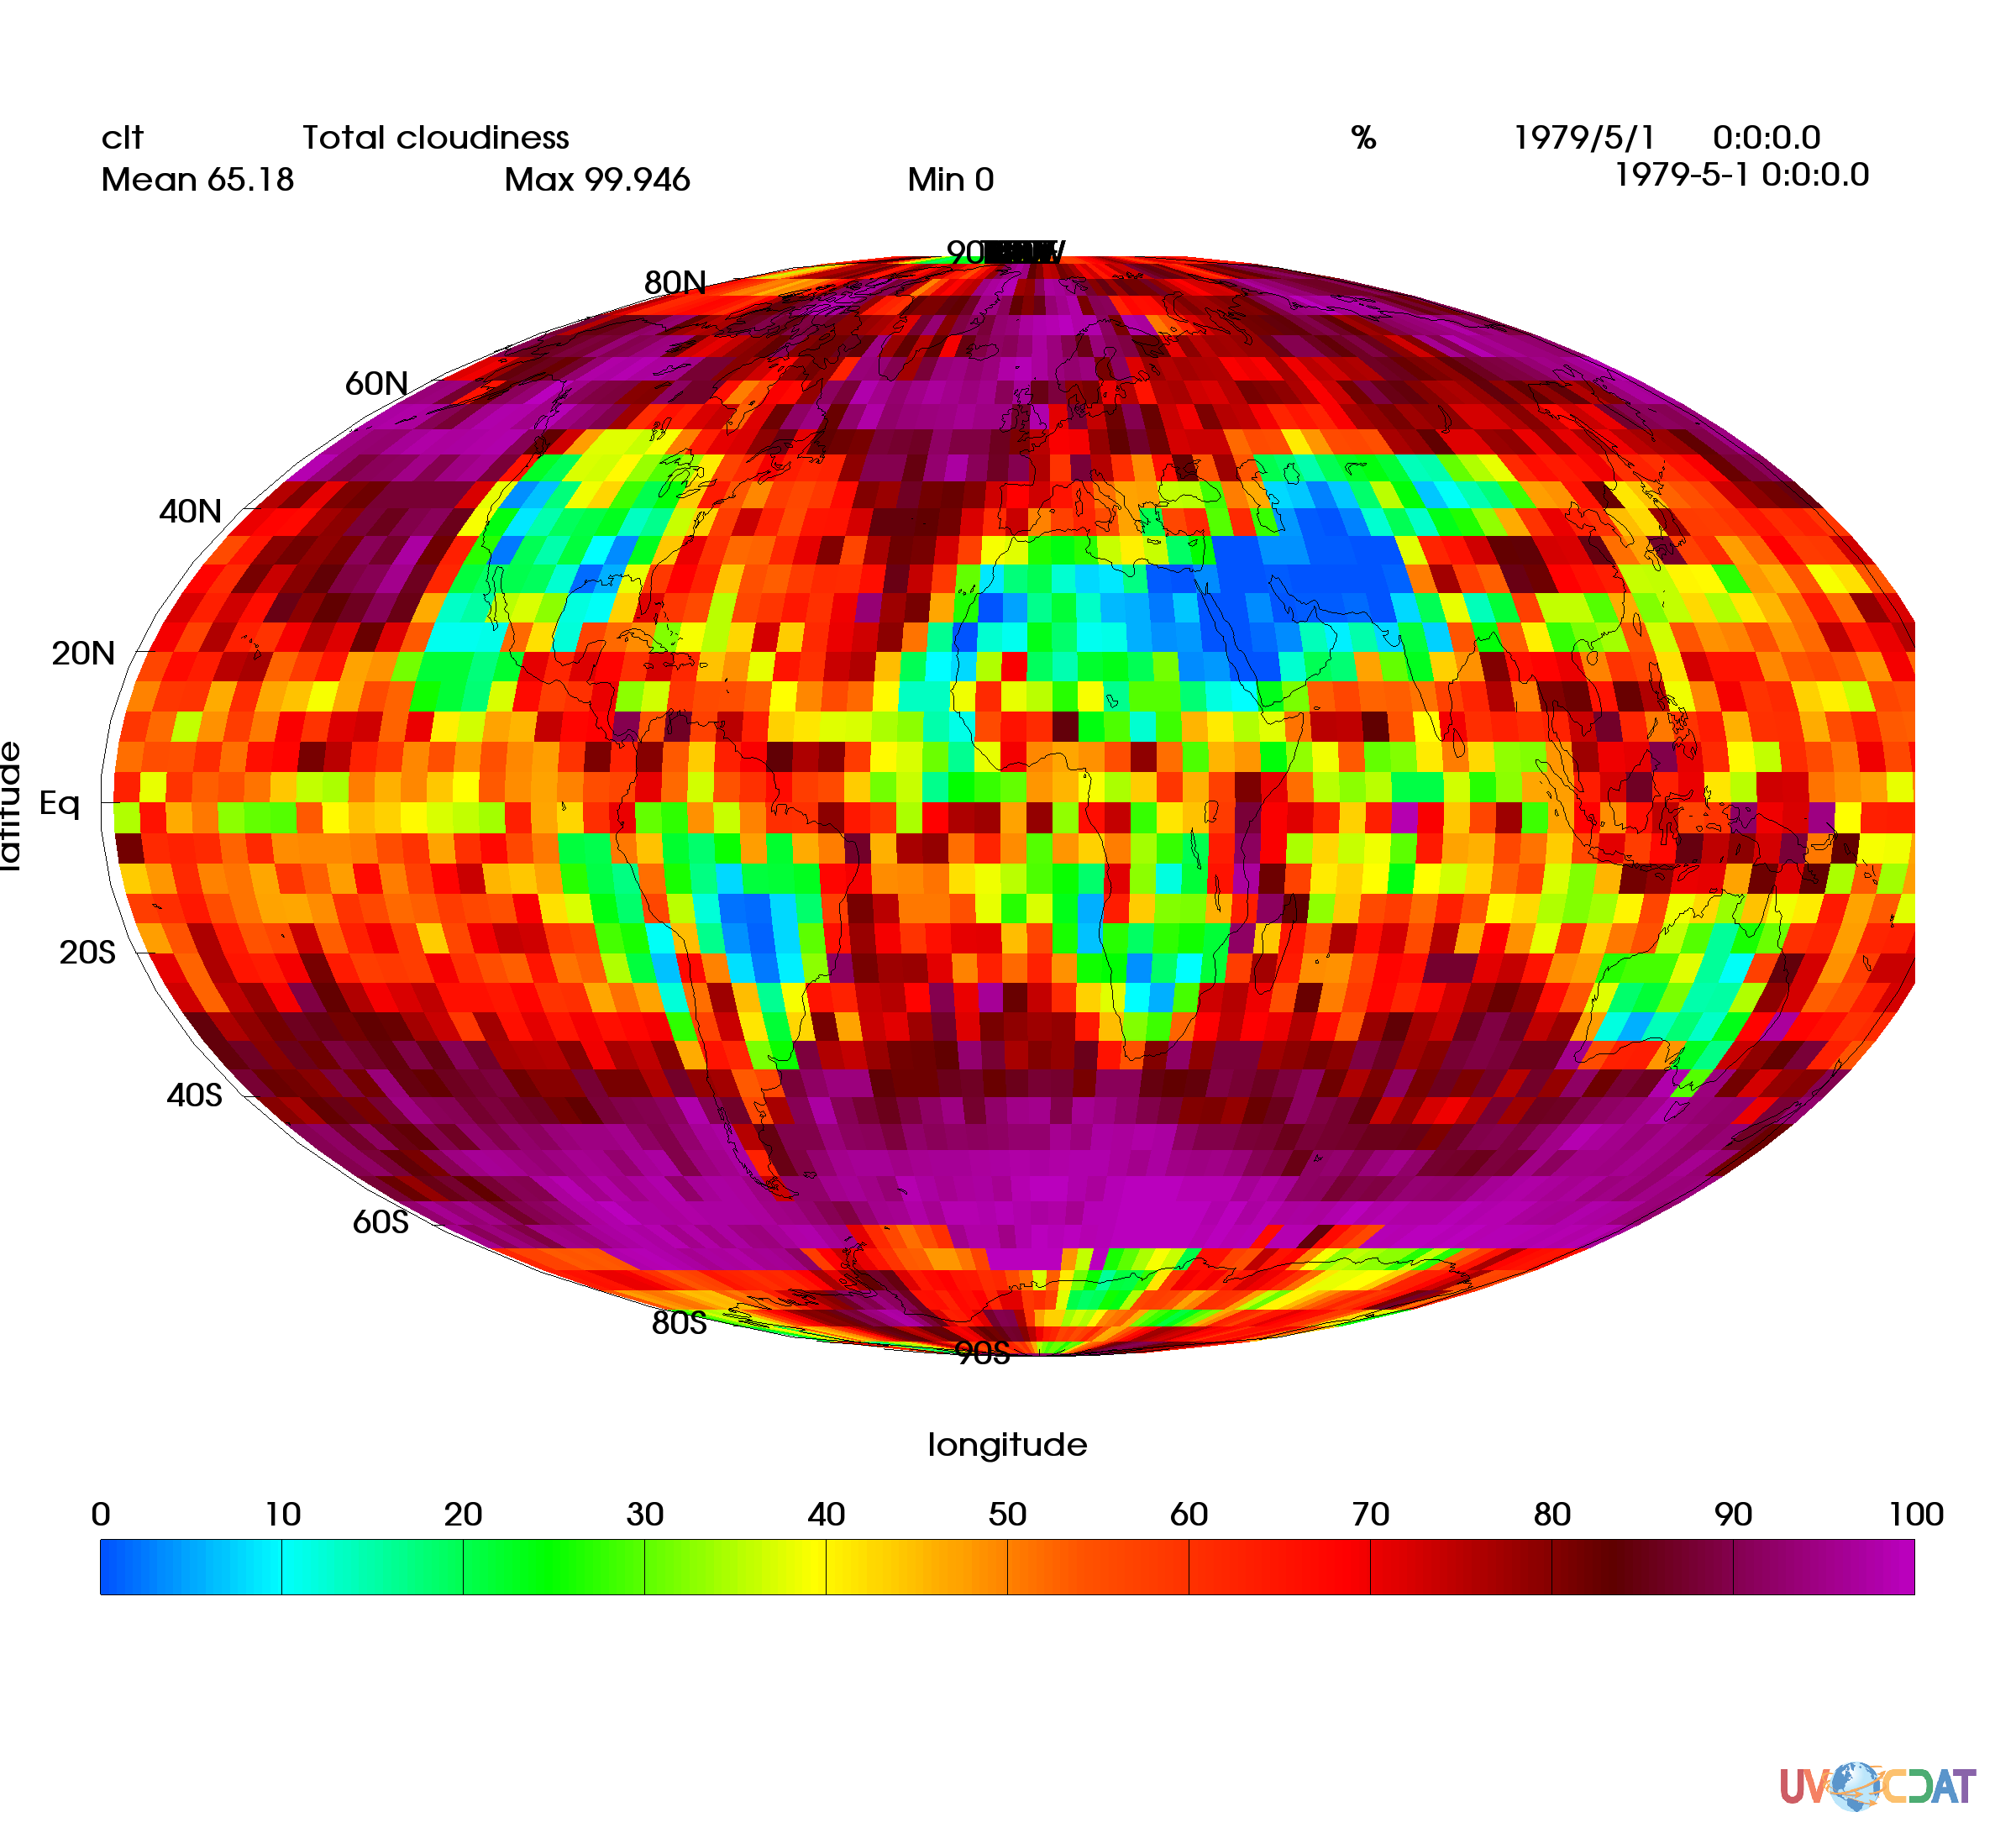 clt Total cloudiness % 1979/5/1 0:0:0.0
Mean 65.18 Max 99.946 Min 0 1979-5-1 0:0:0.0
80N
60N
40N
20N
Eq
20S
40S
60S
80S
90S
latitude
longitude
0 10 20 30 40 50 60 70 80 90 100
UV CDAT